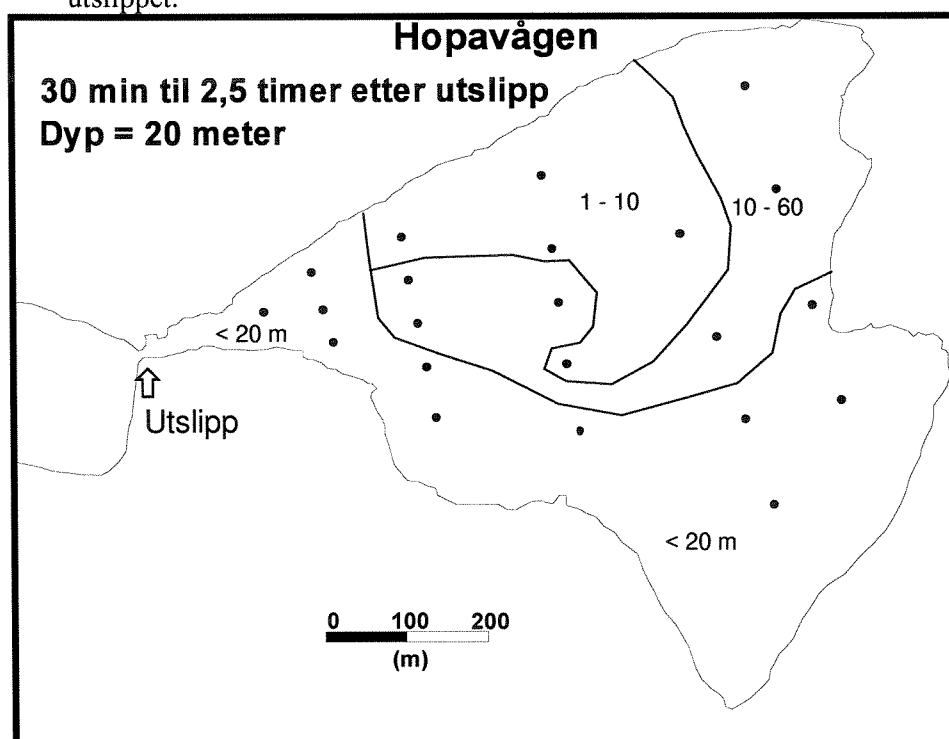 utslippet.
Hopavågen
30 min til 2,5 timer etter utslipp
Dyp = 20 meter
1 - 10
10 - 60
< 20 m
Utslipp
< 20 m
0 100 200
(m)